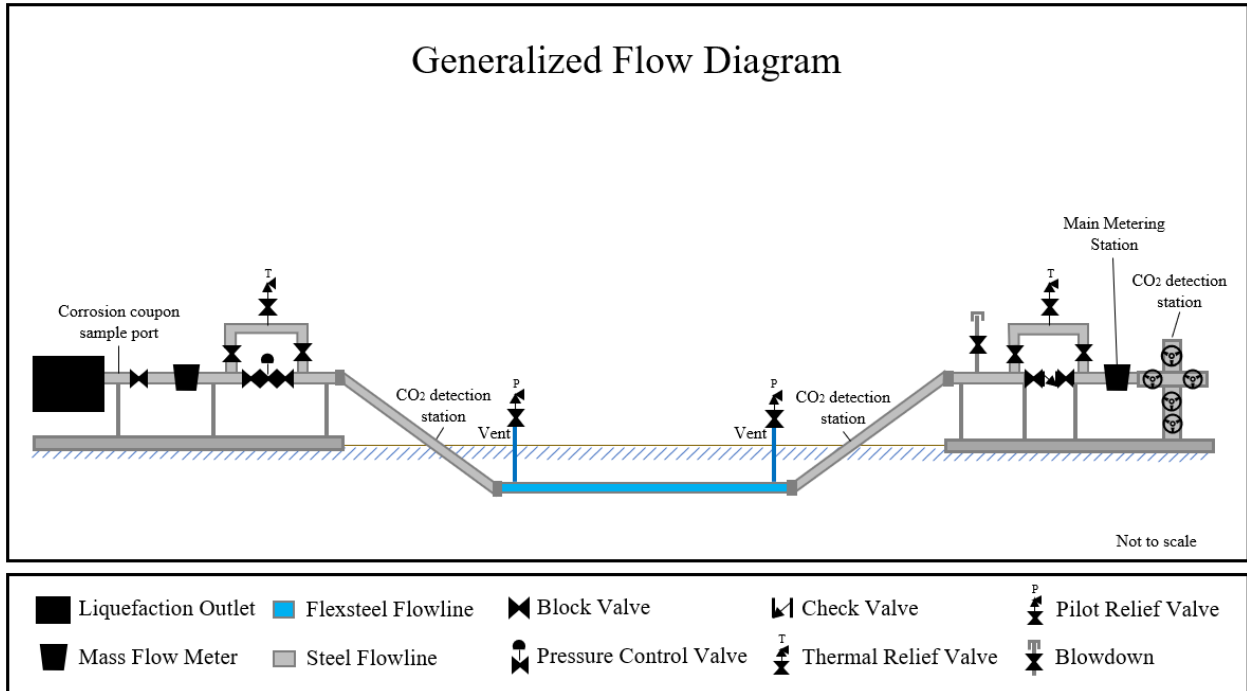 Generalized Flow Diagram
Main Metering
Station
CO2 detection
station
T
T
Corrosion coupon
sample port
CO2 detection
station
P
P
CO2 detection
station
Vent
Vent
Not to scale
Liquefaction Outlet
Flexsteel Flowline
Block Valve
Check Valve
P
Pilot Relief Valve
Mass Flow Meter
Steel Flowline
Pressure Control Valve
T
Thermal Relief Valve
Blowdown